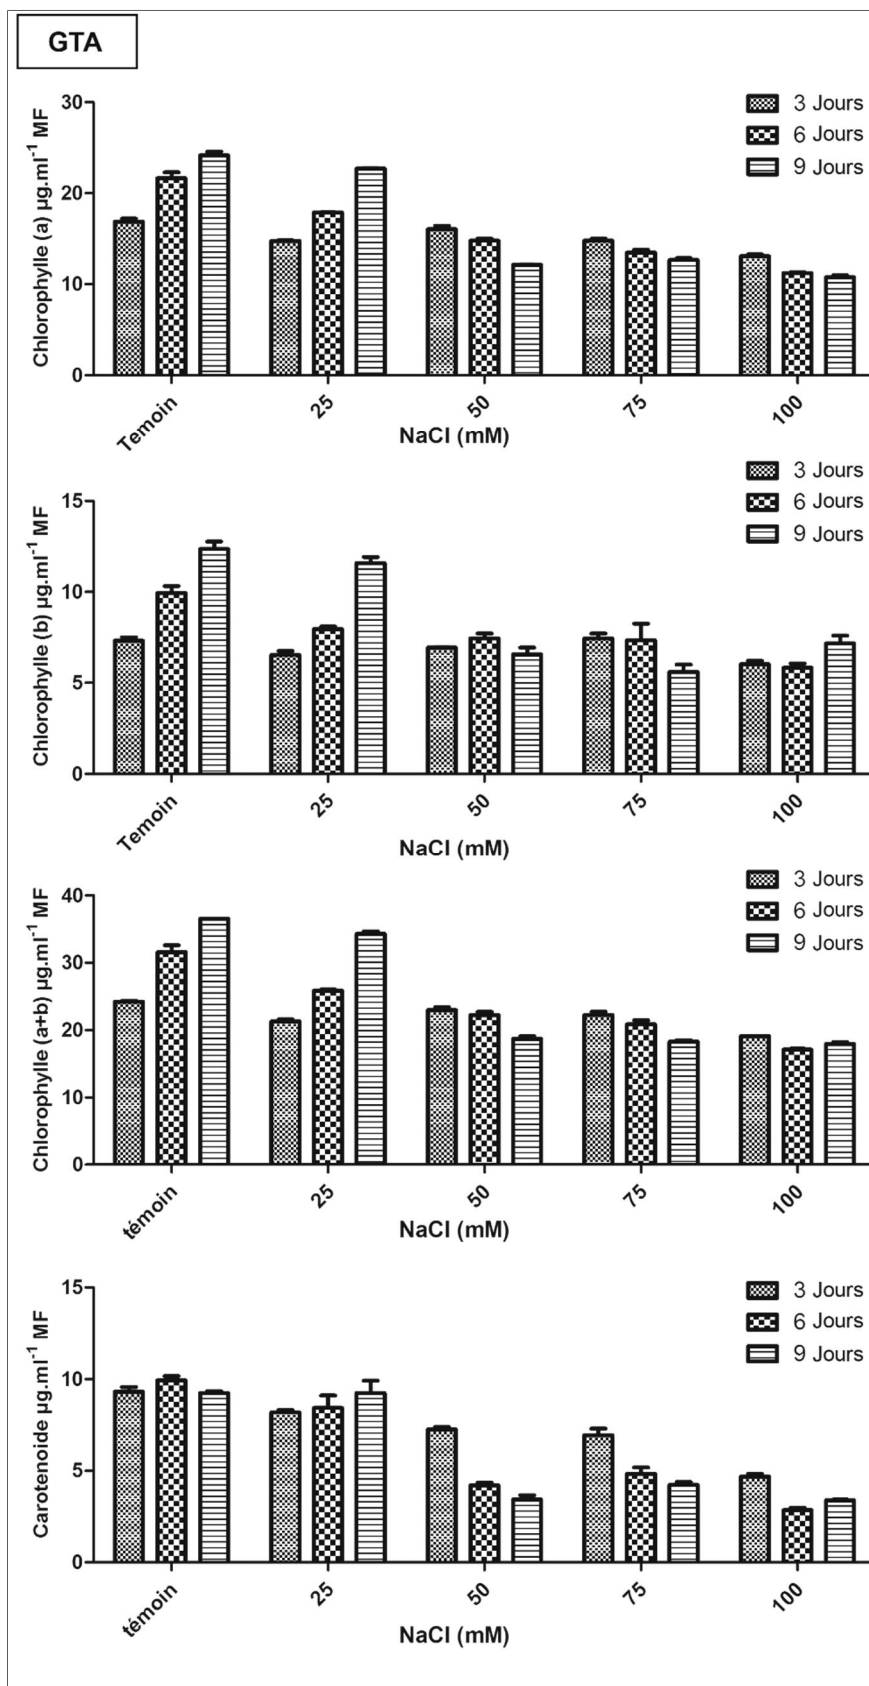 GTA
3 Jours
6 Jours
9 Jours
Chlorophylle (a) µg.ml⁻¹ MF
30
20
10
0
Temoin
25
50
75
100
NaCl (mM)
3 Jours
6 Jours
9 Jours
Chlorophylle (b) µg.ml⁻¹ MF
15
10
5
0
Temoin
25
50
75
100
NaCl (mM)
3 Jours
6 Jours
9 Jours
Chlorophylle (a+b) µg.ml⁻¹ MF
40
30
20
10
0
témoin
25
50
75
100
NaCl (mM)
3 Jours
6 Jours
9 Jours
Carotenoide µg.ml⁻¹ MF
15
10
5
0
témoin
25
50
75
100
NaCl (mM)